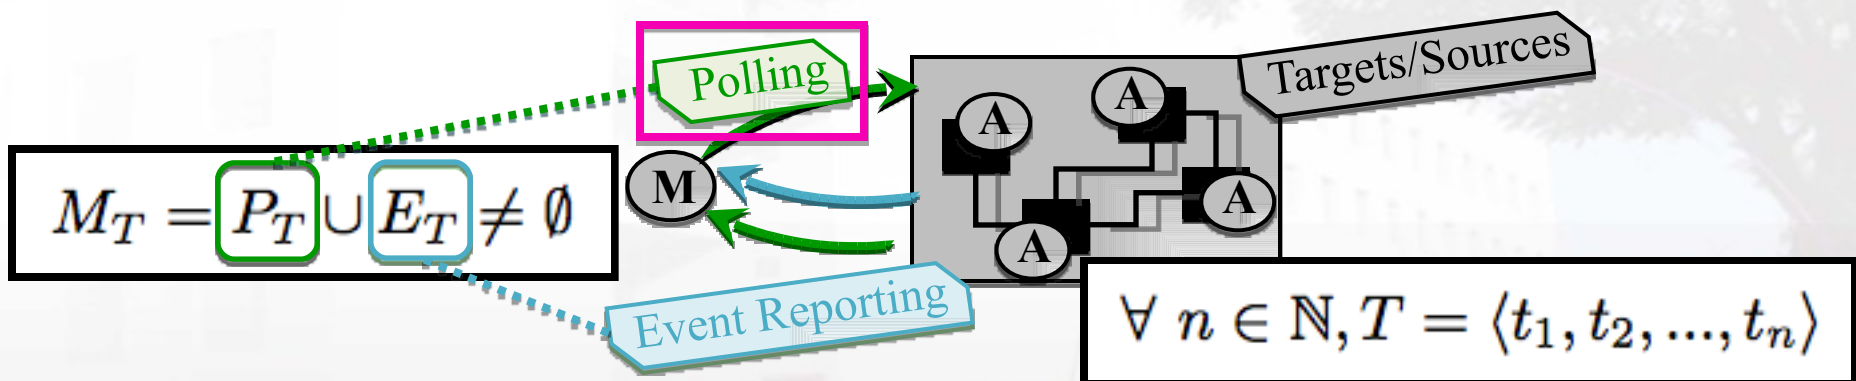 Polling
Targets/Sources
A
A
M_T = P_T ∪ E_T ≠ ∅
M
A
A
Event Reporting
∀ n ∈ ℕ, T = ⟨t_1, t_2, ..., t_n⟩